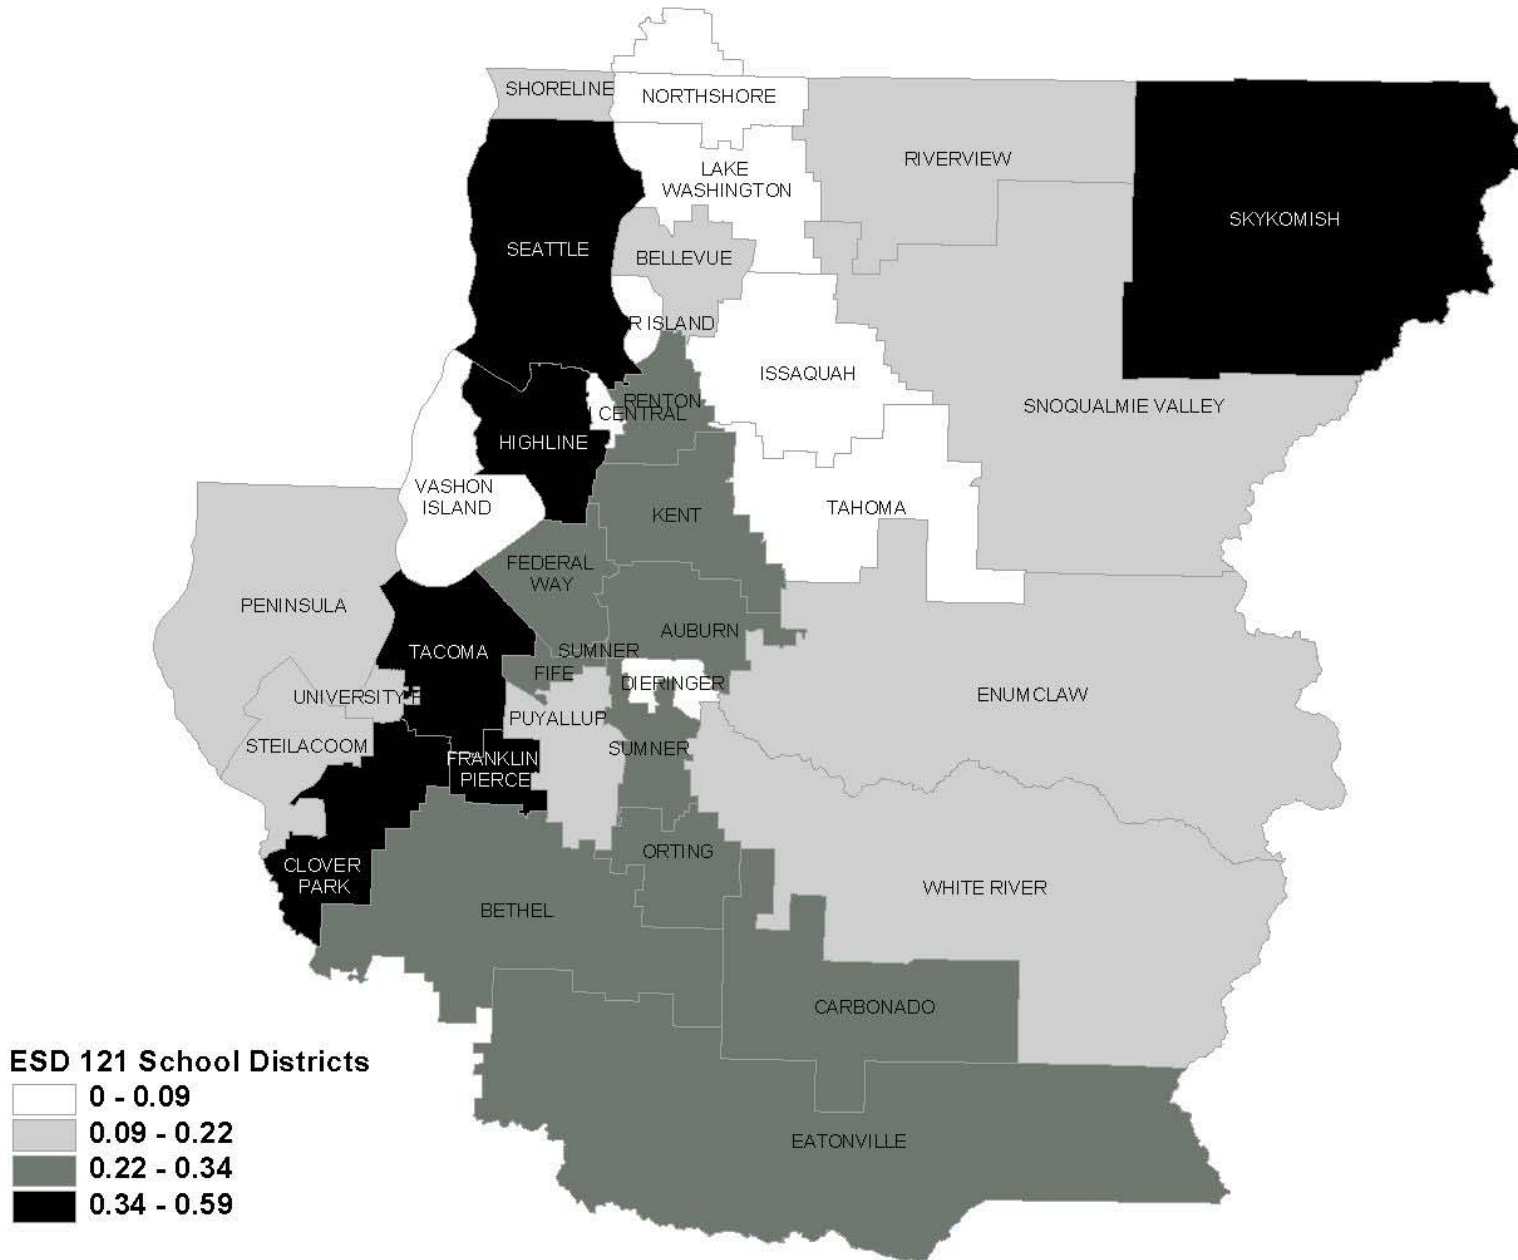 SHORELINE
NORTHSHORE
RIVERVIEW
LAKE
WASHINGTON
SKYKOMISH
SEATTLE
BELLEVUE
R ISLAND
ISSAQUAH
RENTON
CENTRAL
SNOQUALMIE VALLEY
HIGHLINE
VASHON
ISLAND
TAHOMA
KENT
FEDERAL
WAY
PENINSULA
AUBURN
TACOMA
SUMNER
FIFE
DIERINGER
UNIVERSITY
ENUMCLAW
PUYALLUP
STEILACOOM
SUMNER
FRANKLIN
PIERCE
ORTING
CLOVER
PARK
WHITE RIVER
BETHEL
CARBONADO
EATONVILLE
ESD 121 School Districts
0 - 0.09
0.09 - 0.22
0.22 - 0.34
0.34 - 0.59